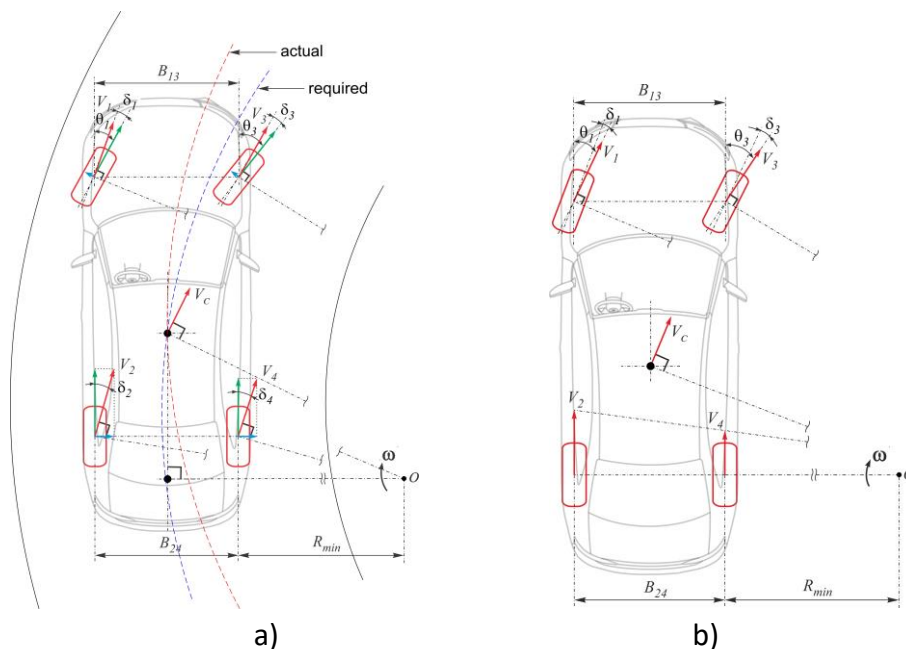 actual
required
B13
V1 δ1
θ1
V3 δ3
θ3
VC
V2
δ2
V4
δ4
ω
O
B24
Rmin
a)
B13
δ1
θ1
V1
δ3
θ3
V3
VC
V2
V4
ω
B24
Rmin
b)